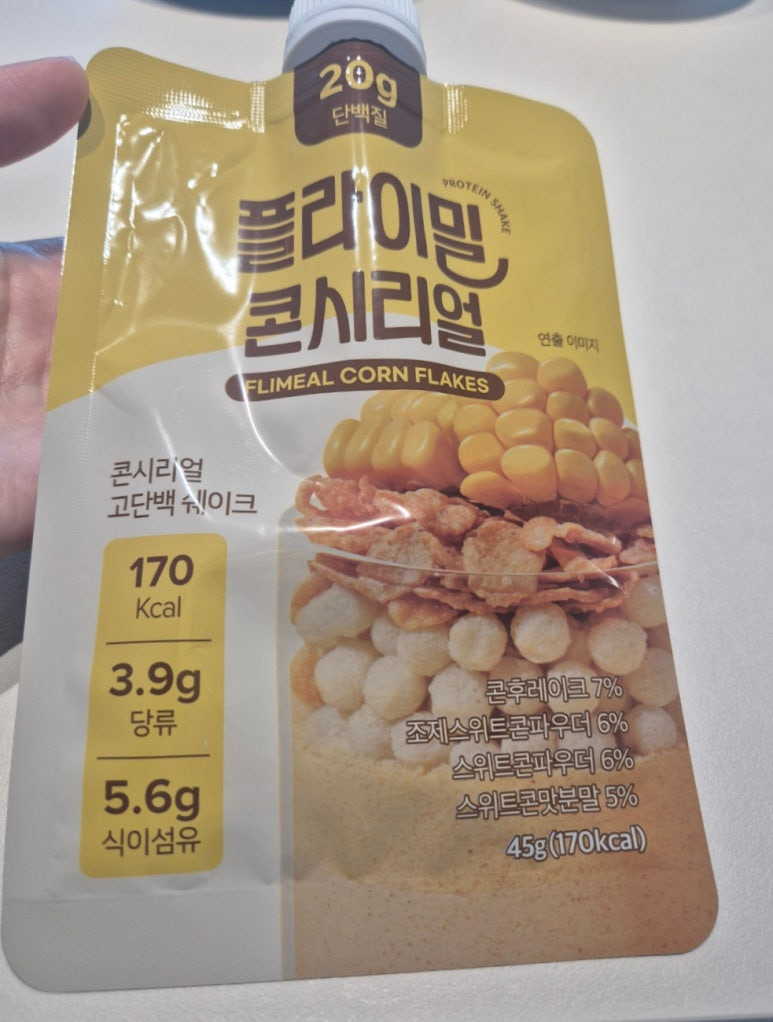 20g
단백질
PROTEIN SHAKE
플라이밀
콘시리얼
FLIMEAL CORN FLAKES
연출 이미지
콘시리얼
고단백 쉐이크
170
Kcal
3.9g
당류
5.6g
식이섬유
콘후레이크 7%
조제스위트콘파우더 6%
스위트콘파우더 6%
스위트콘맛분말 5%
45g(170kcal)